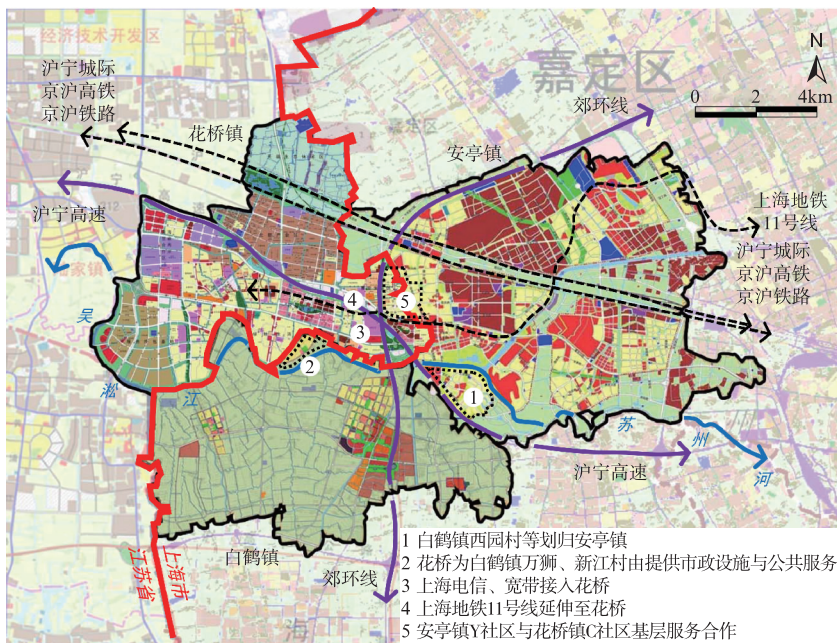 经济技术开发区
沪宁城际
京沪高铁
京沪铁路
花桥镇
嘉定区
N
0 2 4km
郊环线
安亭镇
沪宁高速
上海地铁
11号线
沪宁城际
京沪高铁
京沪铁路
吴
淞
江
4
5
3
2
1
苏
州
河
沪宁高速
白鹤镇
郊环线
上海市
江苏省
海
1 白鹤镇西园村等划归安亭镇
2 花桥为白鹤镇万狮、新江村由提供市政设施与公共服务
3 上海电信、宽带接入花桥
4 上海地铁11号线延伸至花桥
5 安亭镇Y社区与花桥镇C社区基层服务合作